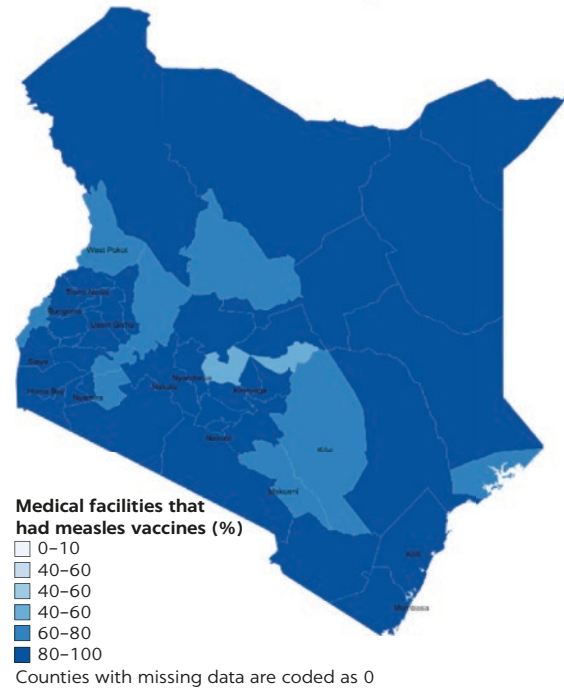 West Pokot
Trans Nzoia
Bungoma
Uasin Gishu
Siaya
Homa Bay
Nyamira
Nakuru
Nyandarua
Kirinyaga
Nairobi
Kitui
Makueni
Kilifi
Mombasa
Medical facilities that
had measles vaccines (%)
0–10
40–60
40–60
40–60
60–80
80–100
Counties with missing data are coded as 0